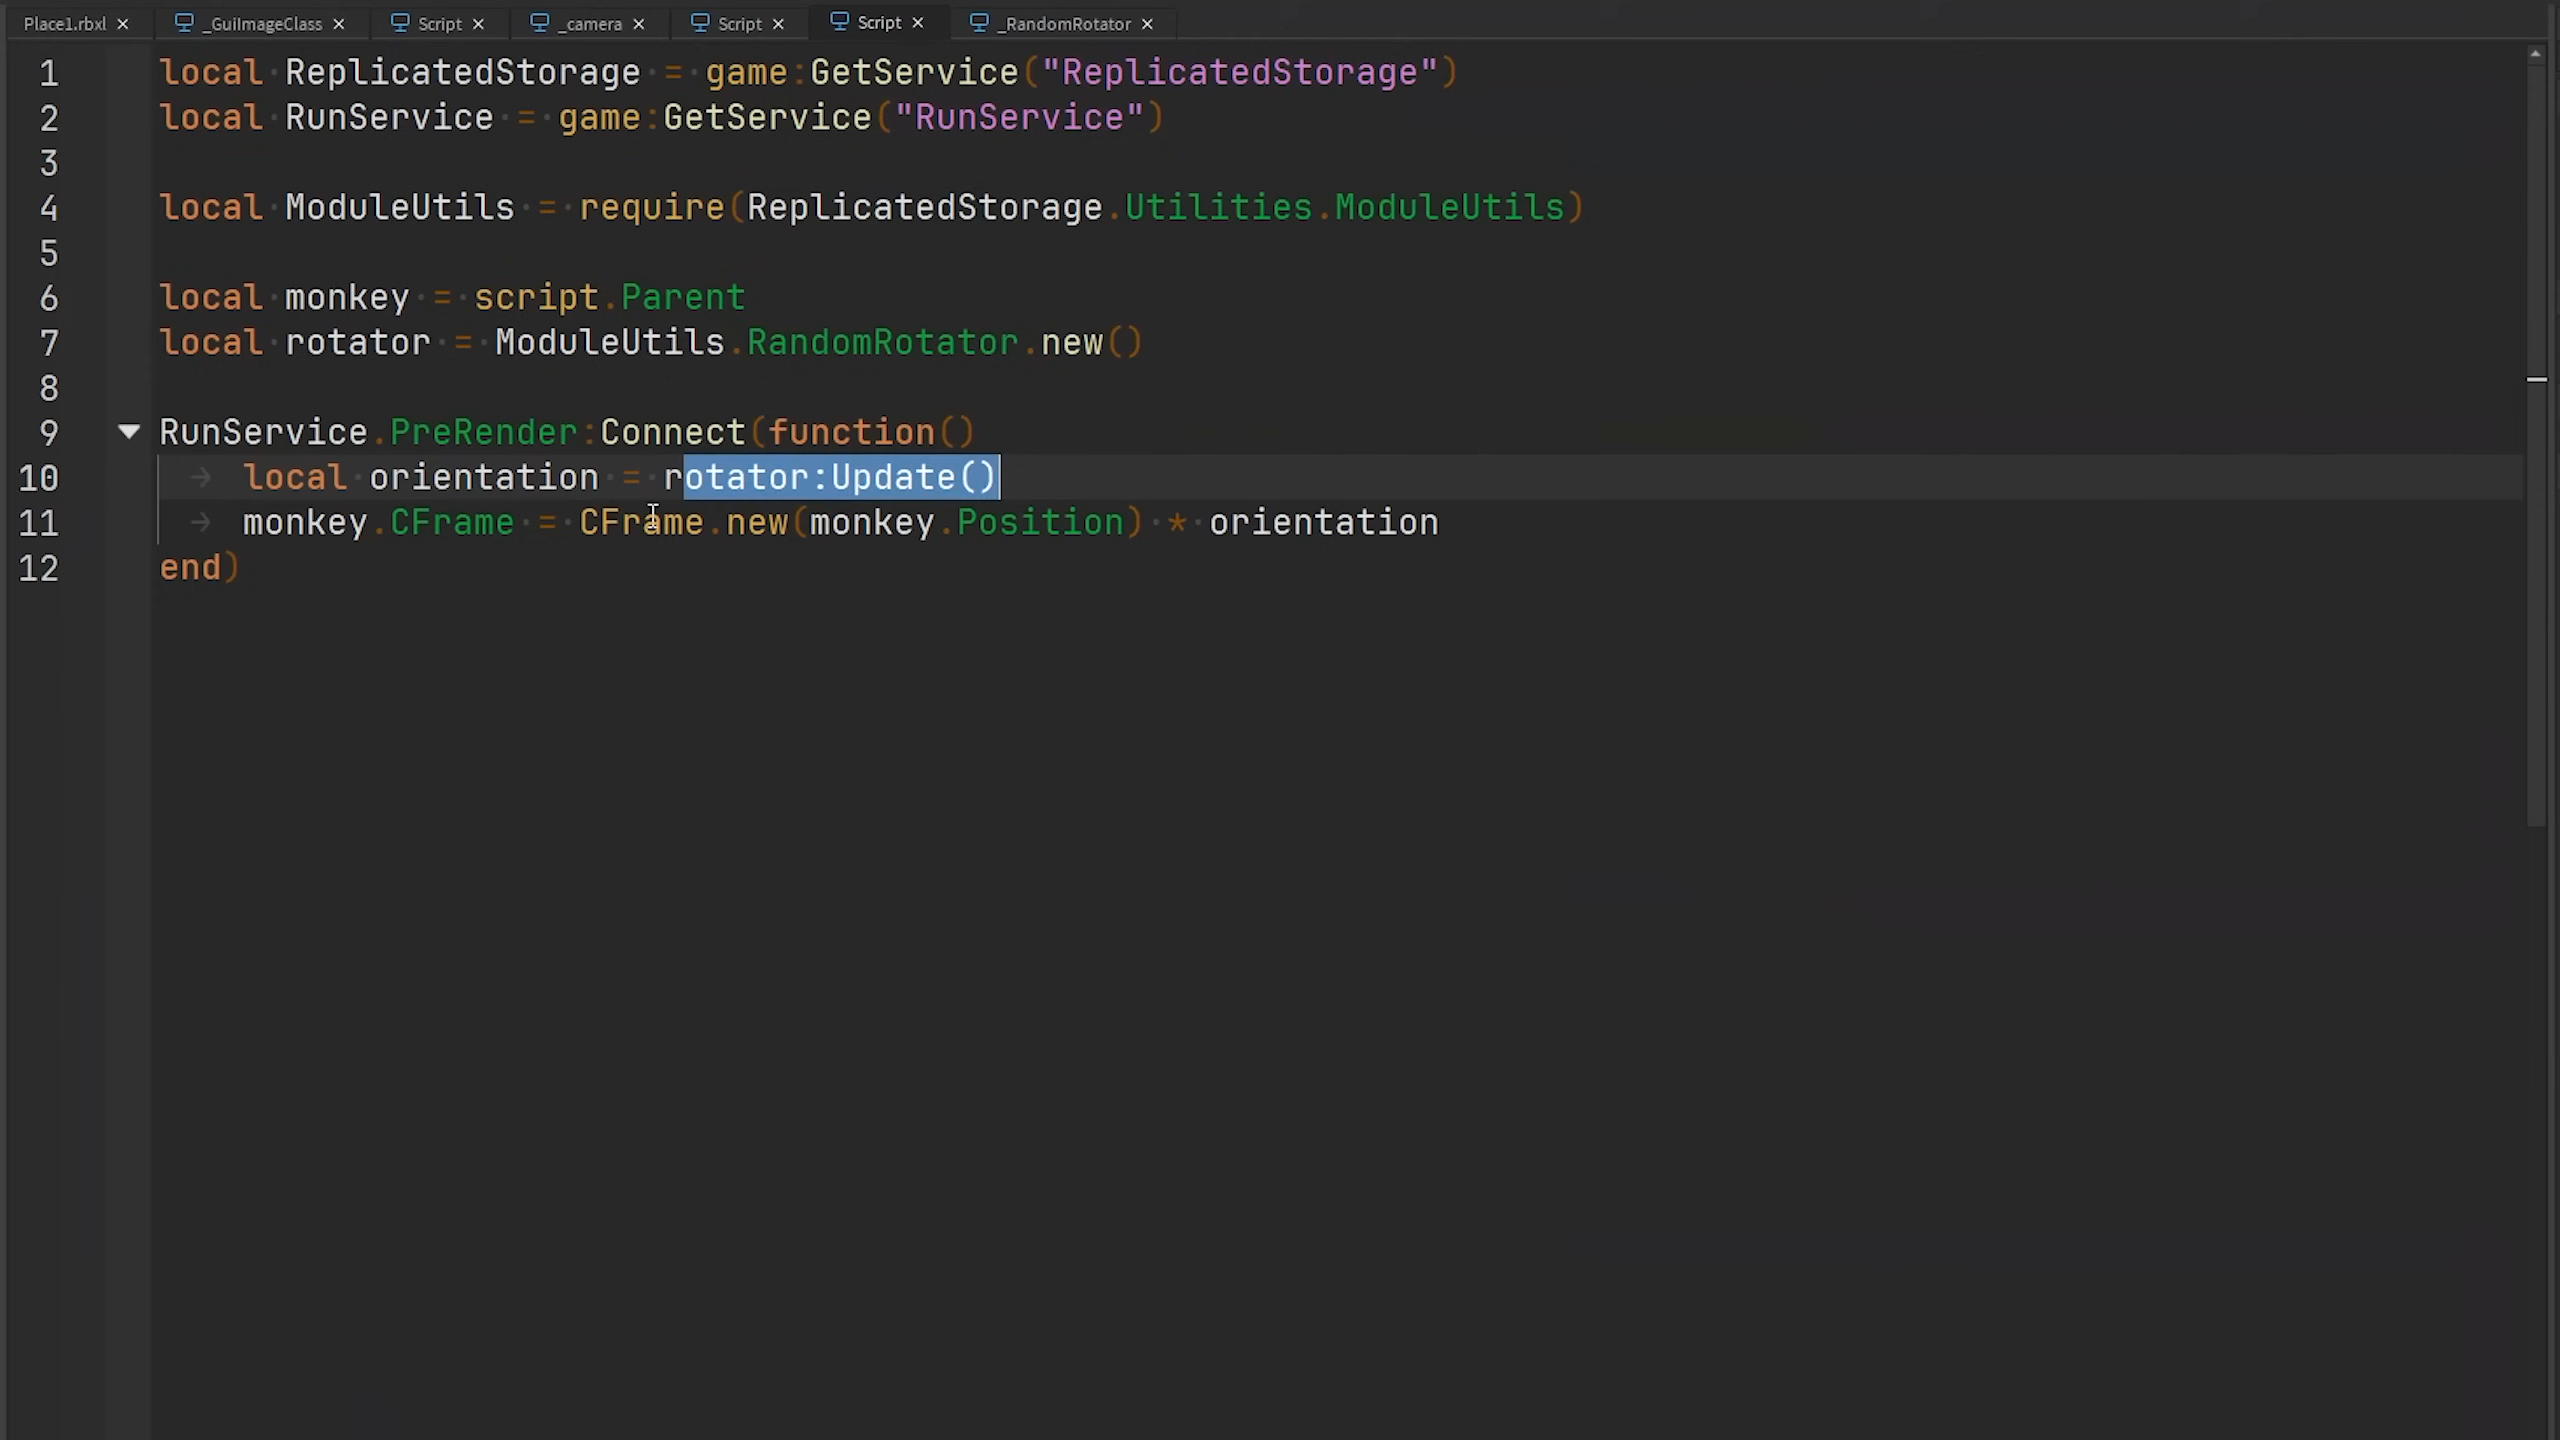 Place1.rbxl _GuiImageClass Script _camera Script Script _RandomRotator
1 local ReplicatedStorage = game:GetService("ReplicatedStorage")
2 local RunService = game:GetService("RunService")
3
4 local ModuleUtils = require(ReplicatedStorage.Utilities.ModuleUtils)
5
6 local monkey = script.Parent
7 local rotator = ModuleUtils.RandomRotator.new()
8
9 RunService.PreRender:Connect(function()
10 local orientation = rotator:Update()
11 monkey.CFrame = CFrame.new(monkey.Position) * orientation
12 end)